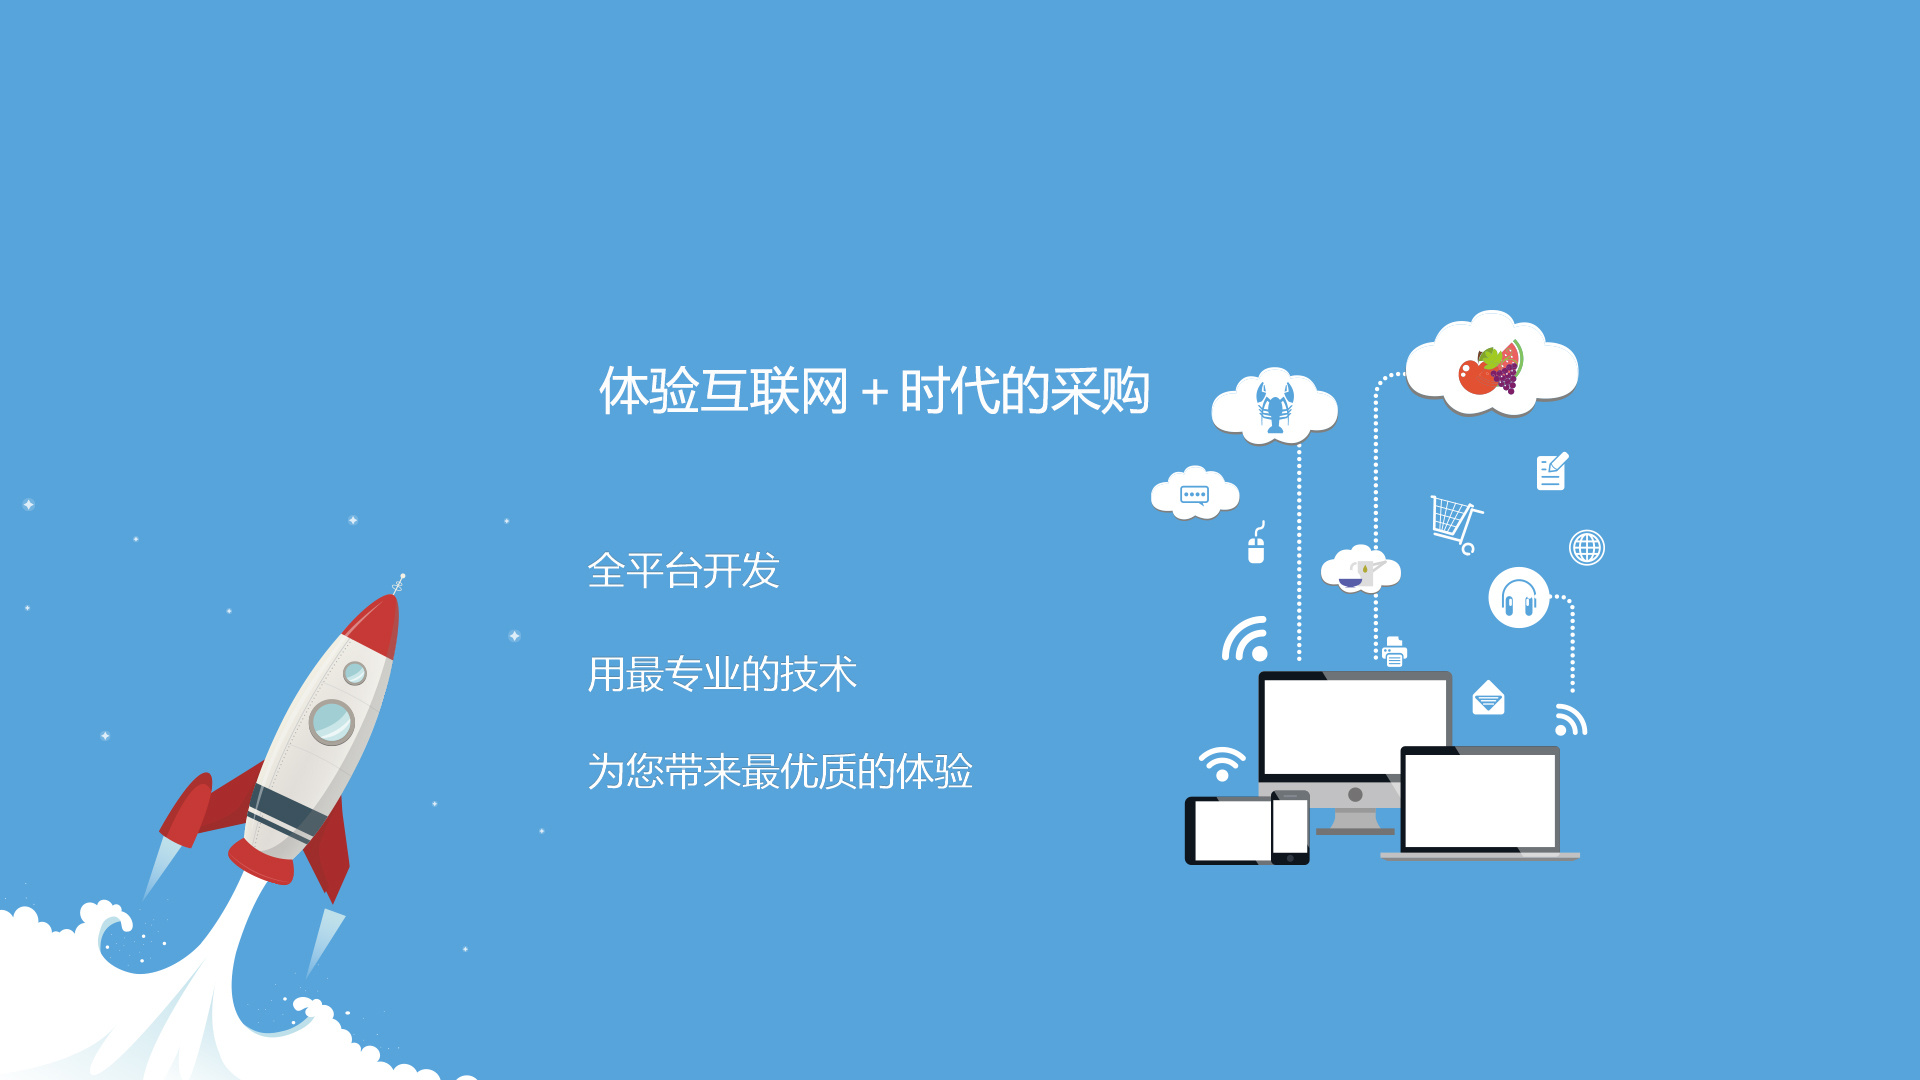 体验互联网+时代的采购
全平台开发
用最专业的技术
为您带来最优质的体验